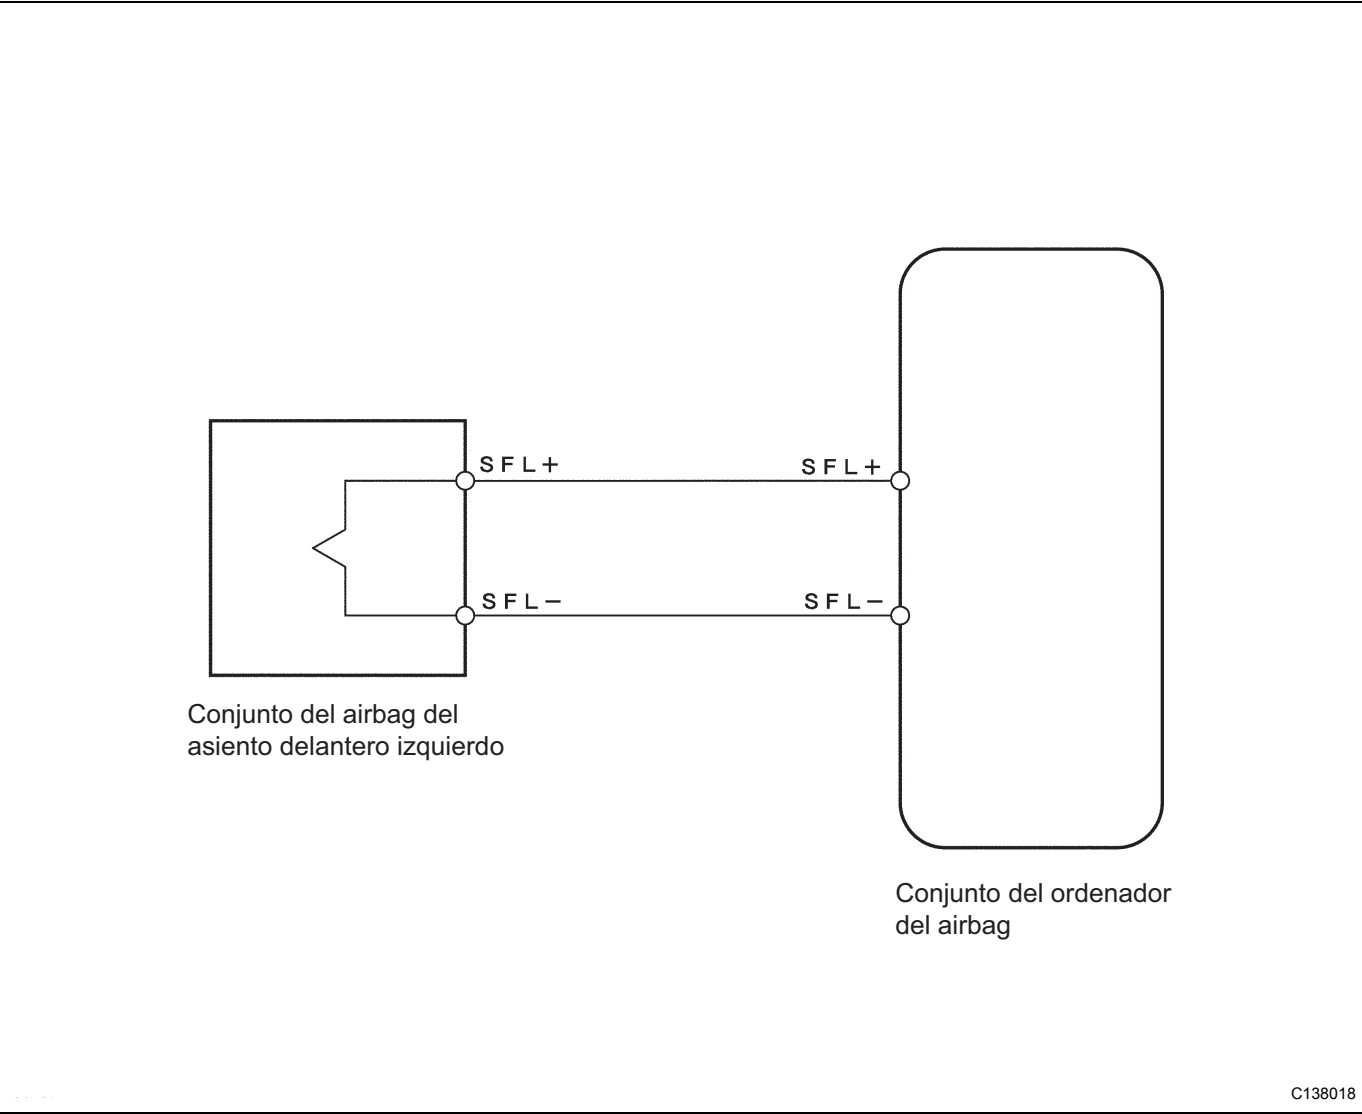 SFL+
SFL+
SFL−
SFL−
Conjunto del airbag del
asiento delantero izquierdo
Conjunto del ordenador
del airbag
C138018